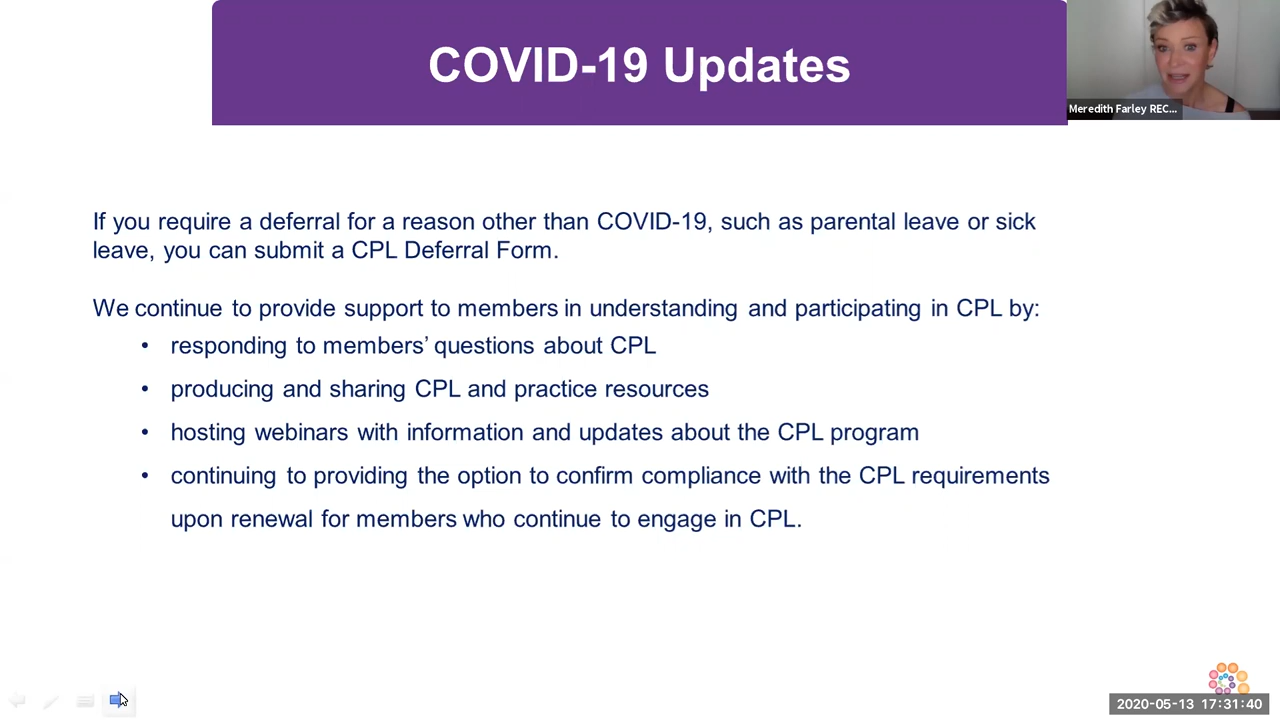 COVID-19 Updates
Meredith Farley REC...
If you require a deferral for a reason other than COVID-19, such as parental leave or sick
leave, you can submit a CPL Deferral Form.
We continue to provide support to members in understanding and participating in CPL by:
• responding to members’ questions about CPL
• producing and sharing CPL and practice resources
• hosting webinars with information and updates about the CPL program
• continuing to providing the option to confirm compliance with the CPL requirements
upon renewal for members who continue to engage in CPL.
2020-05-13 17:31:40